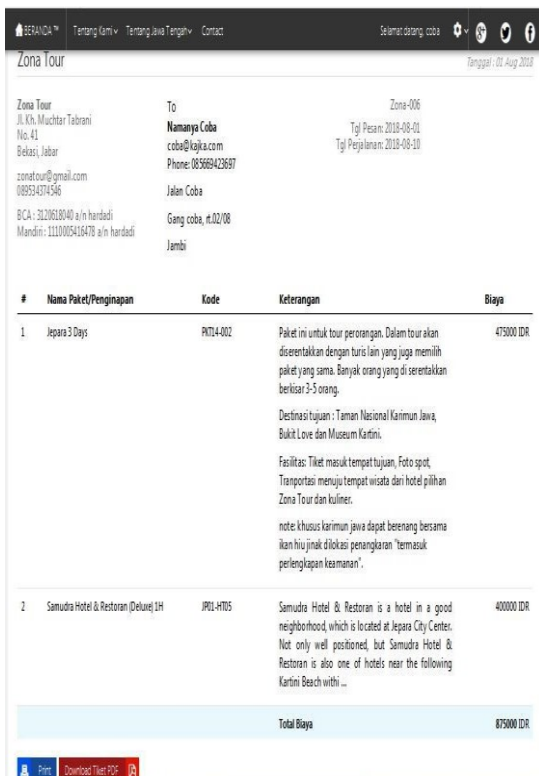 BERANDA ™ Tentang Kami Tentang Jawa Tengah Contact Selamat datang, coba
Zona Tour
Tanggal : 01 Aug 2018
Zona Tour
Jl. Kh. Muchtar Tabrani
No. 41
Bekasi, Jabar
zonatour@gmail.com
089534374546
BCA : 3120618040 a/n hardadi
Mandiri : 1110005416478 a/n hardadi
To
Namanya Coba
coba@kajka.com
Phone: 085669423697
Jalan Coba
Gang coba, rt.02/08
Jambi
Zona-006
Tgl Pesan: 2018-08-01
Tgl Perjalanan: 2018-08-10
# Nama Paket/Penginapan Kode Keterangan Biaya
1 Jepara 3 Days PKT14-002 Paket ini untuk tour perorangan. Dalam tour akan 475000 IDR
diserentakkan dengan turis lain yang juga memilih
paket yang sama. Banyak orang yang di serentakkan
berkisar 3-5 orang.
Destinasi tujuan : Taman Nasional Karimun Jawa,
Bukit Love dan Museum Kartini.
Fasilitas: Tiket masuk tempat tujuan, Foto spot,
Tranportasi menuju tempat wisata dari hotel pilihan
Zona Tour dan kuliner.
note: khusus karimun jawa dapat berenang bersama
ikan hiu jinak dilokasi penangkaran "termasuk
perlengkapan keamanan".
2 Samudra Hotel & Restoran (Deluxe) 1H JP01-HT05 Samudra Hotel & Restoran is a hotel in a good 400000 IDR
neighborhood, which is located at Jepara City Center.
Not only well positioned, but Samudra Hotel &
Restoran is also one of hotels near the following
Kartini Beach withi ...
Total Biaya 875000 IDR
Print Download Tiket PDF